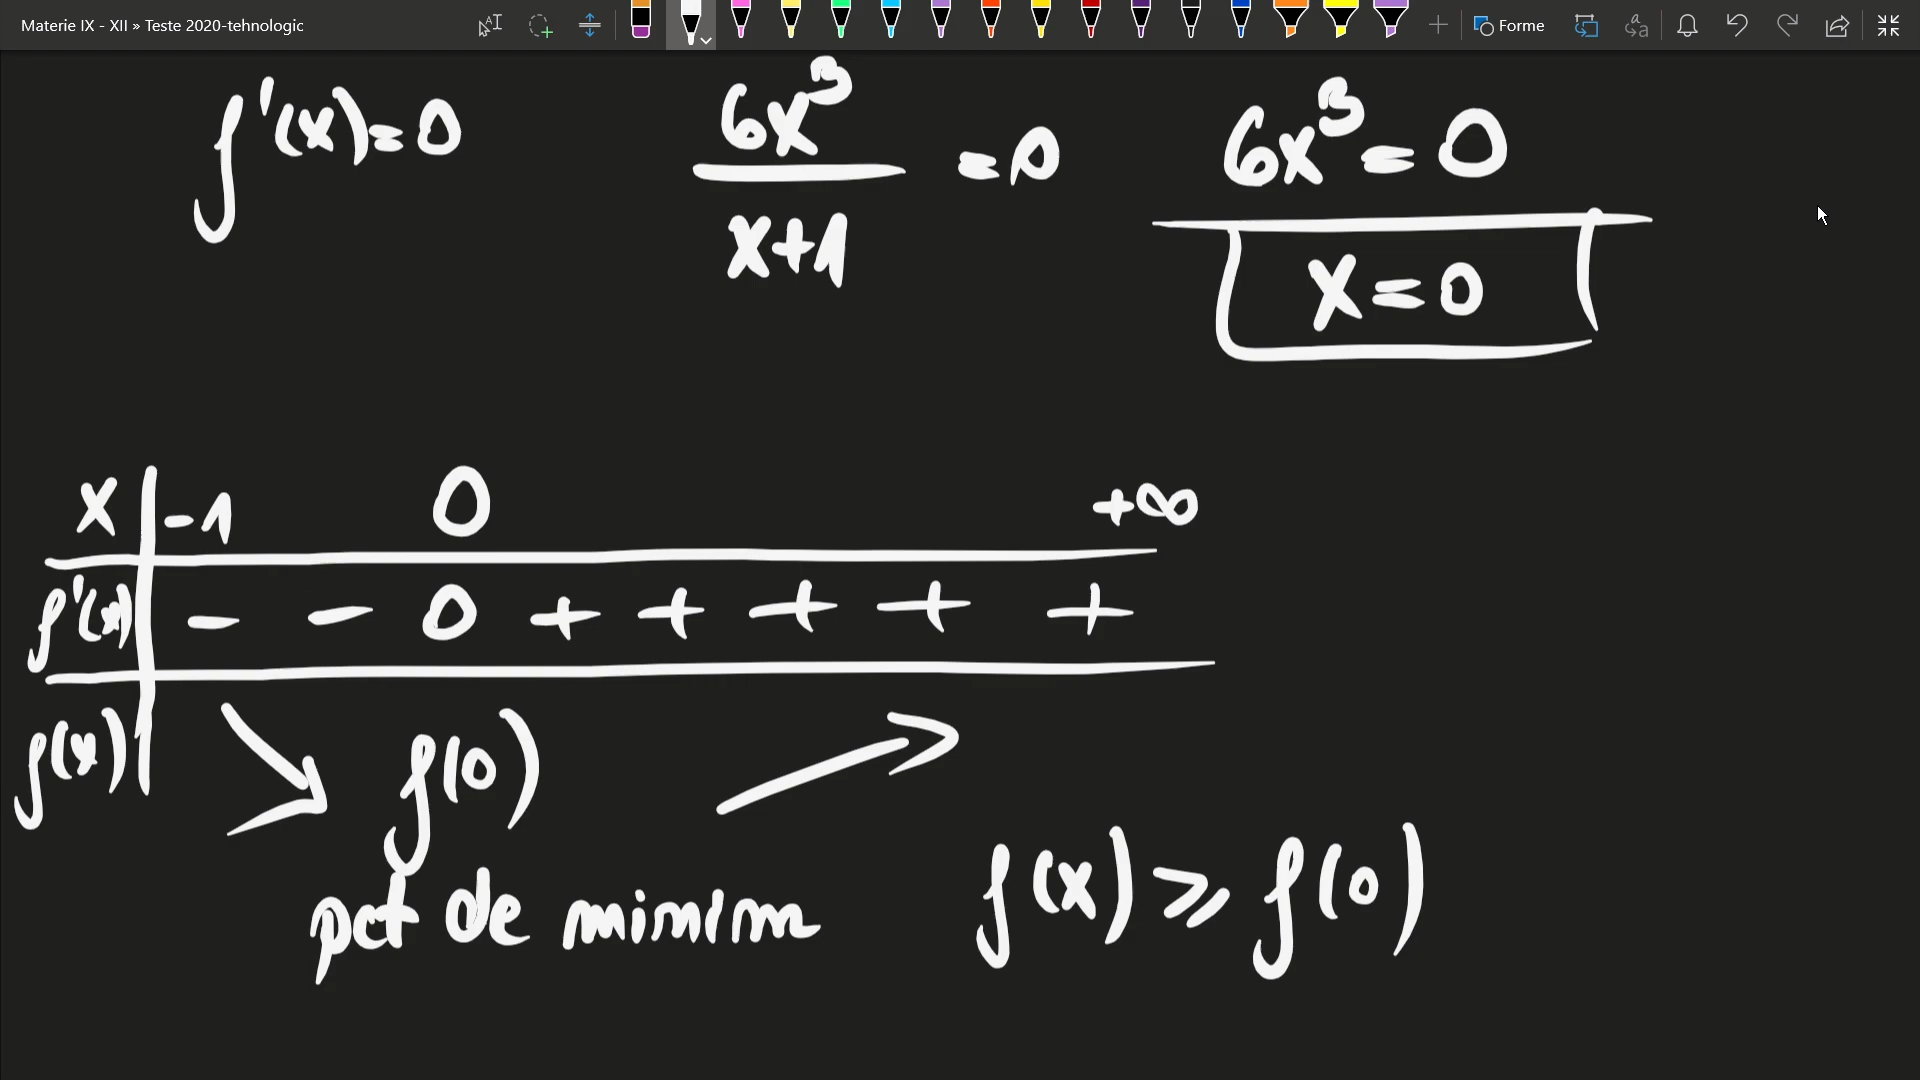 Materie IX - XII » Teste 2020-tehnologic
Forme
f'(x)=0
6x³/x+1 =0
6x³=0
x=0
x -1 0 +∞
f'(x) - - 0 + + + + +
f(x) ↘ f(0) ↗
pct de minim
f(x)⩾f(0)